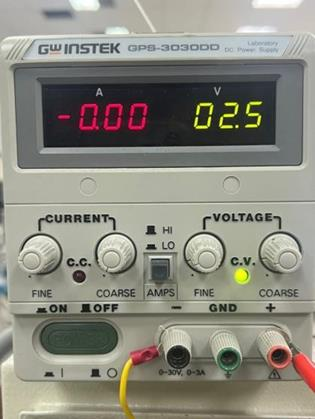 GWINSTEK GPS-3030DD Laboratory
DC. Power Supply
A V
-0.00 02.5
CURRENT HI VOLTAGE
LO
C.C. C.V.
FINE COARSE AMPS FINE COARSE
ON OFF - GND +
I O 0~30V, 0~3A